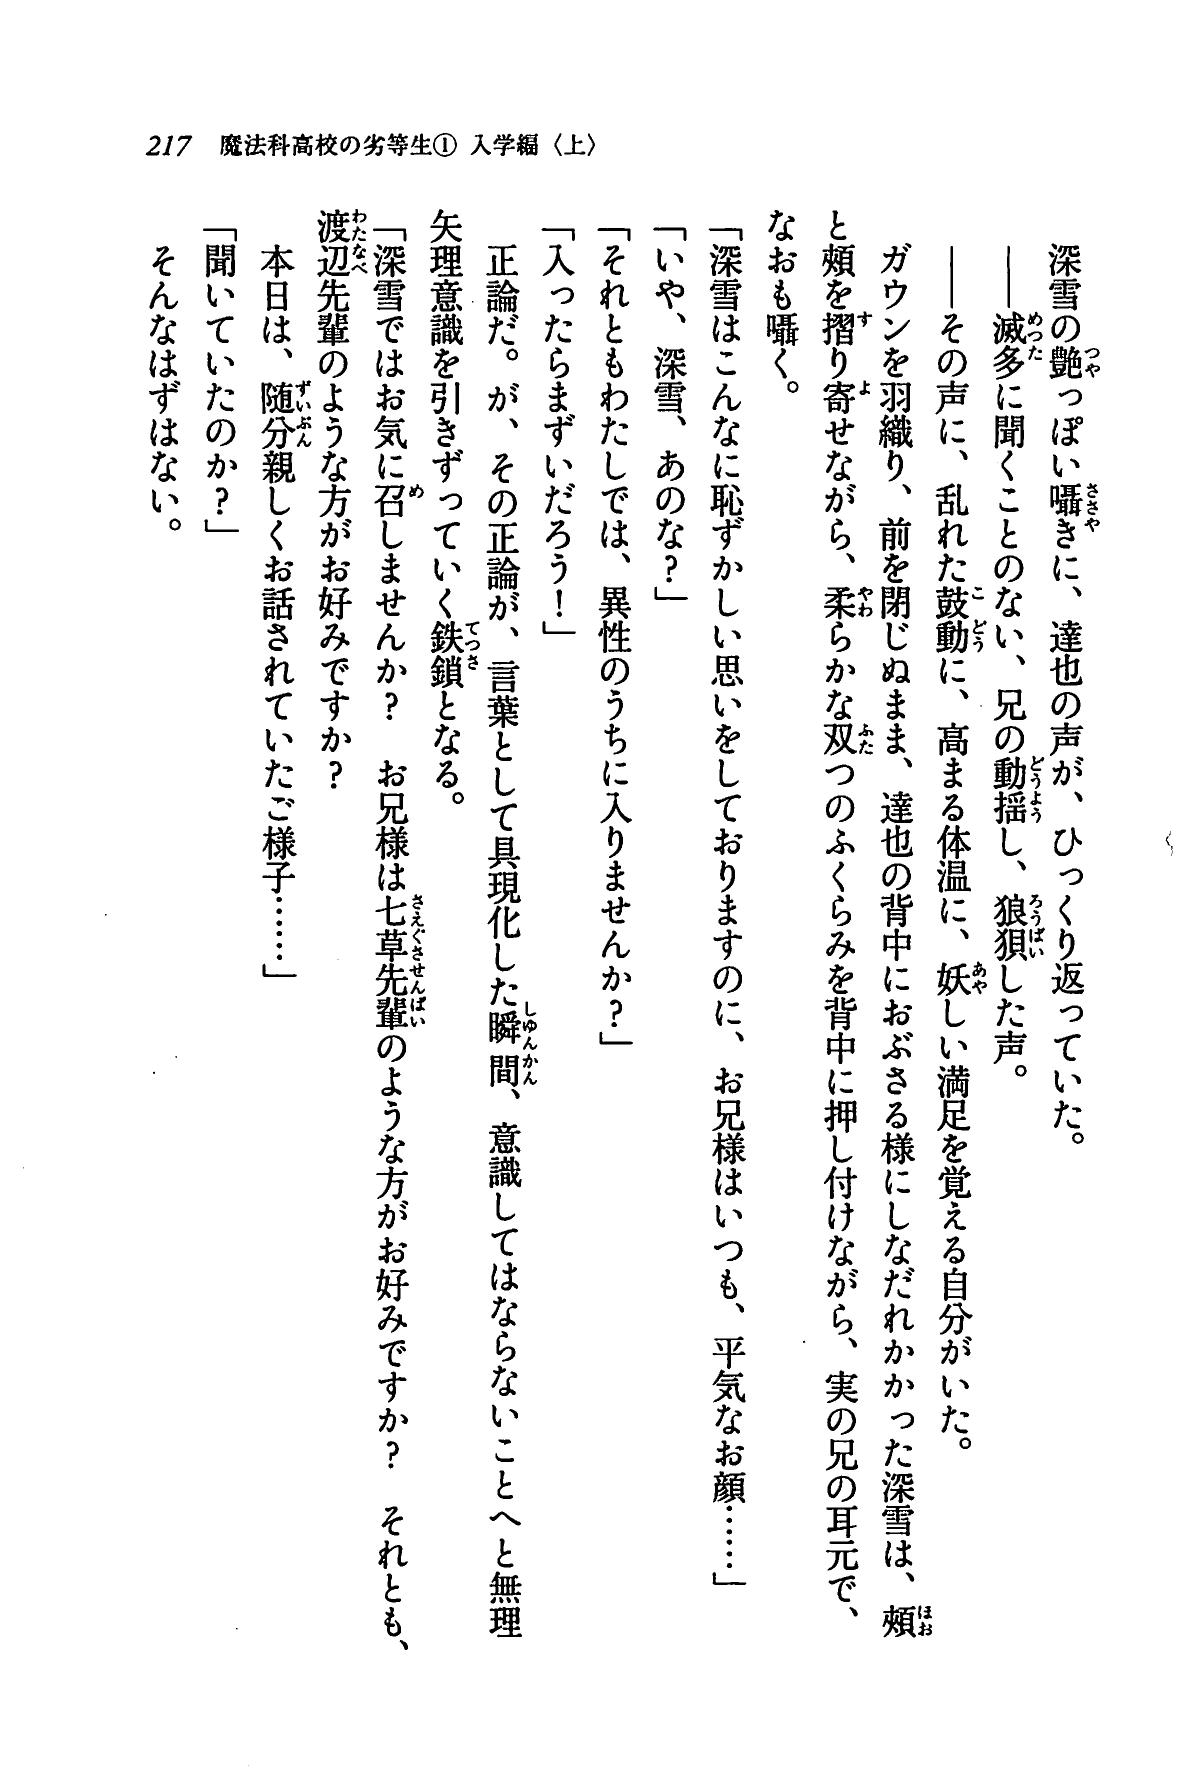 217 魔法科高校の劣等生① 入学編〈上〉
深雪の艶っぽい囁きに、達也の声が、ひっくり返っていた。
――滅多に聞くことのない、兄の動揺し、狼狽した声。
――その声に、乱れた鼓動に、高まる体温に、妖しい満足を覚える自分がいた。
ガウンを羽織り、前を閉じぬまま、達也の背中におぶさる様にしなだれかかった深雪は、頰
と頰を摺り寄せながら、柔らかな双つのふくらみを背中に押し付けながら、実の兄の耳元で、
なおも囁く。
「深雪はこんなに恥ずかしい思いをしておりますのに、お兄様はいつも、平気なお顔……」
「いや、深雪、あのな?」
「それともわたしでは、異性のうちに入りませんか?」
「入ったらまずいだろう!」
正論だ。が、その正論が、言葉として具現化した瞬間、意識してはならないことへと無理
矢理意識を引きずっていく鉄鎖となる。
「深雪ではお気に召しませんか? お兄様は七草先輩のような方がお好みですか? それとも、
渡辺先輩のような方がお好みですか?
本日は、随分親しくお話されていたご様子……」
「聞いていたのか?」
そんなはずはない。